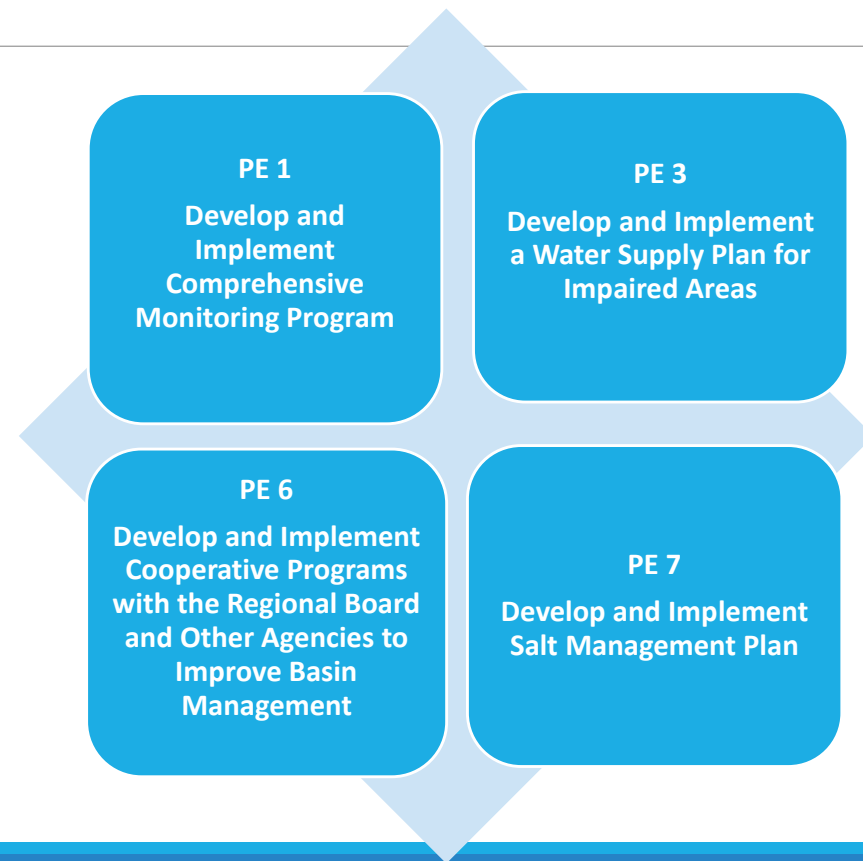 PE 1
Develop and
Implement
Comprehensive
Monitoring Program
PE 3
Develop and Implement
a Water Supply Plan for
Impaired Areas
PE 6
Develop and Implement
Cooperative Programs
with the Regional Board
and Other Agencies to
Improve Basin
Management
PE 7
Develop and Implement
Salt Management Plan